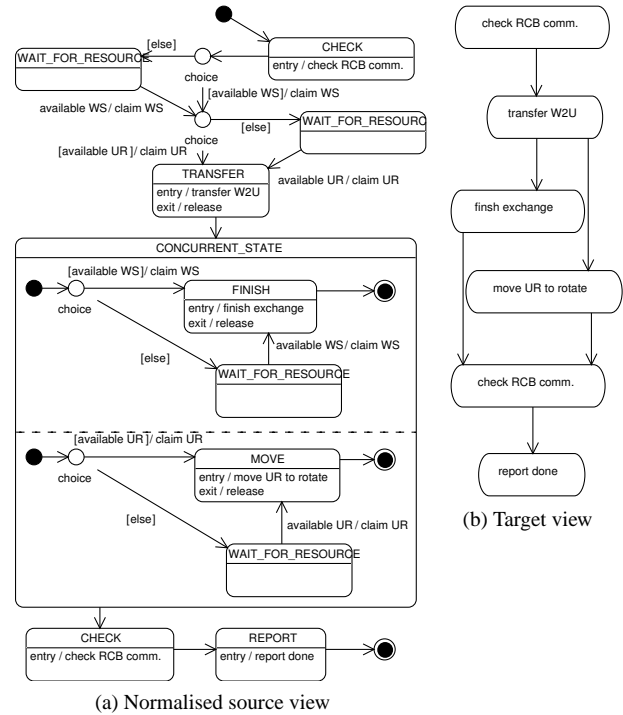 [else]
CHECK
entry / check RCB comm.
WAIT_FOR_RESOURCE
choice
[available WS]/ claim WS
available WS/ claim WS
[else]
WAIT_FOR_RESOURC
choice
[available UR]/ claim UR
available UR / claim UR
TRANSFER
entry / transfer W2U
exit / release
CONCURRENT_STATE
[available WS]/ claim WS
choice
FINISH
entry / finish exchange
exit / release
[else]
available WS/ claim WS
WAIT_FOR_RESOURCE
[available UR]/ claim UR
choice
MOVE
entry / move UR to rotate
exit / release
[else]
available UR / claim UR
WAIT_FOR_RESOURCE
CHECK
entry / check RCB comm.
REPORT
entry / report done
(a) Normalised source view
check RCB comm.
transfer W2U
finsh exchange
move UR to rotate
check RCB comm.
report done
(b) Target view